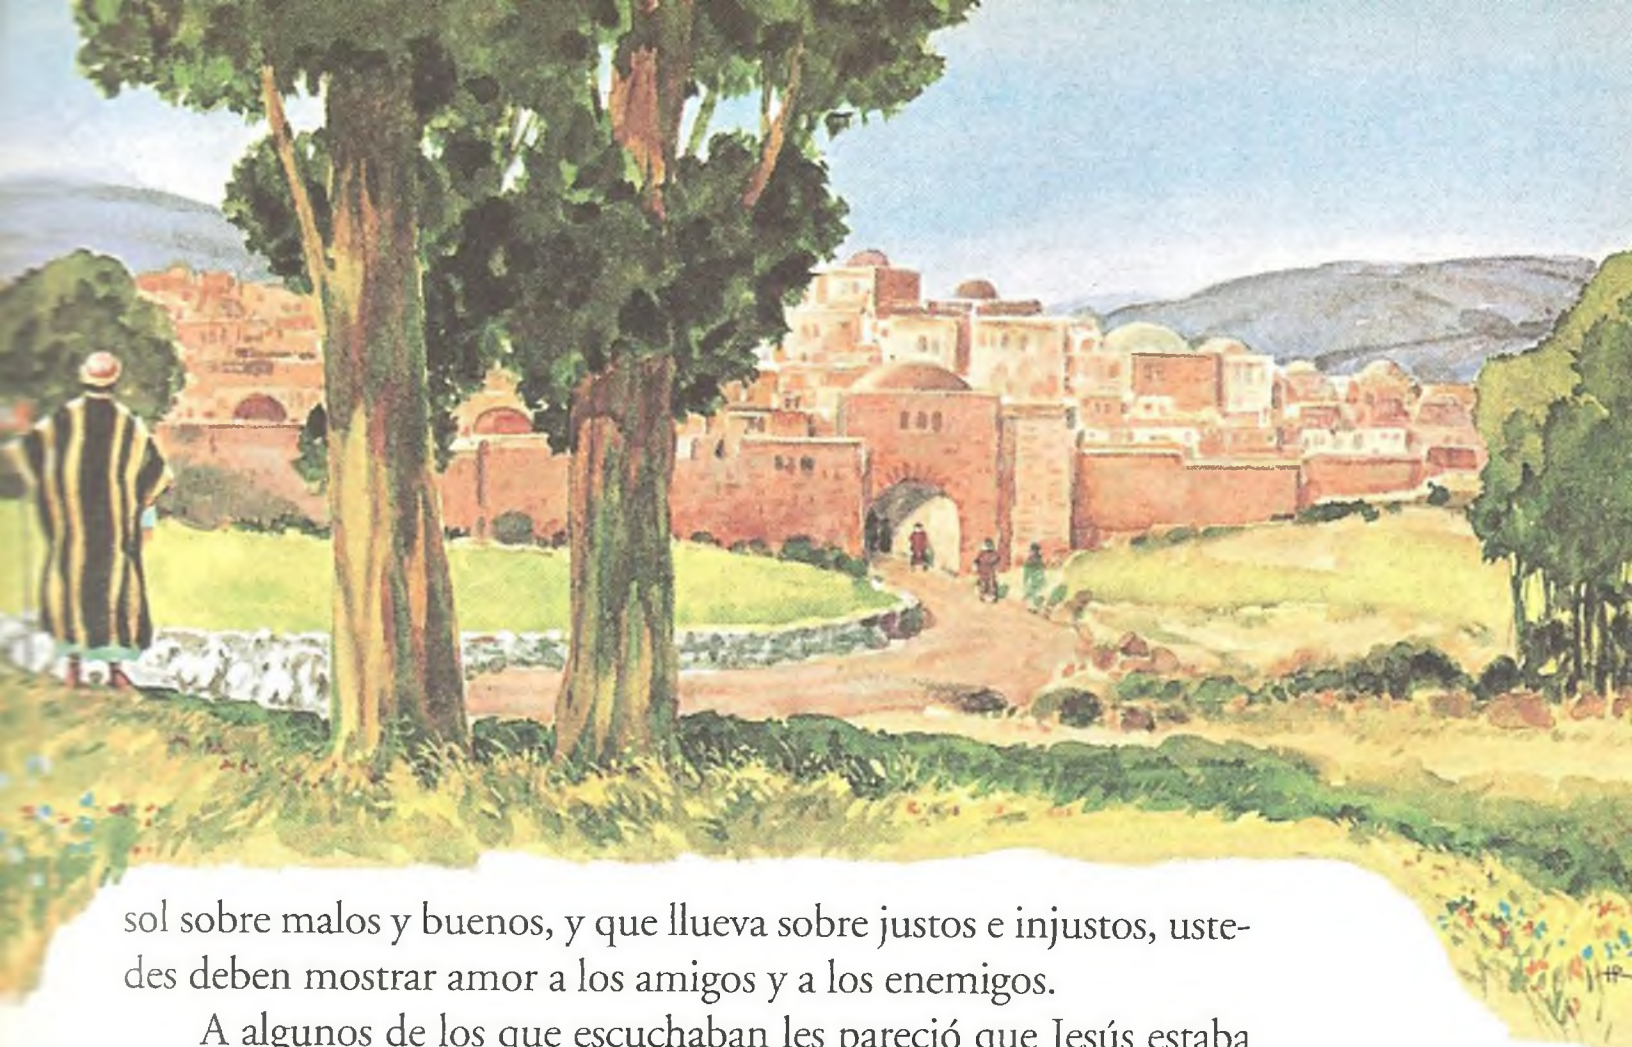 sol sobre malos y buenos, y que llueva sobre justos e injustos, uste-
des deben mostrar amor a los amigos y a los enemigos.
A algunos de los que escuchaban les pareció que Jesús estaba
HR